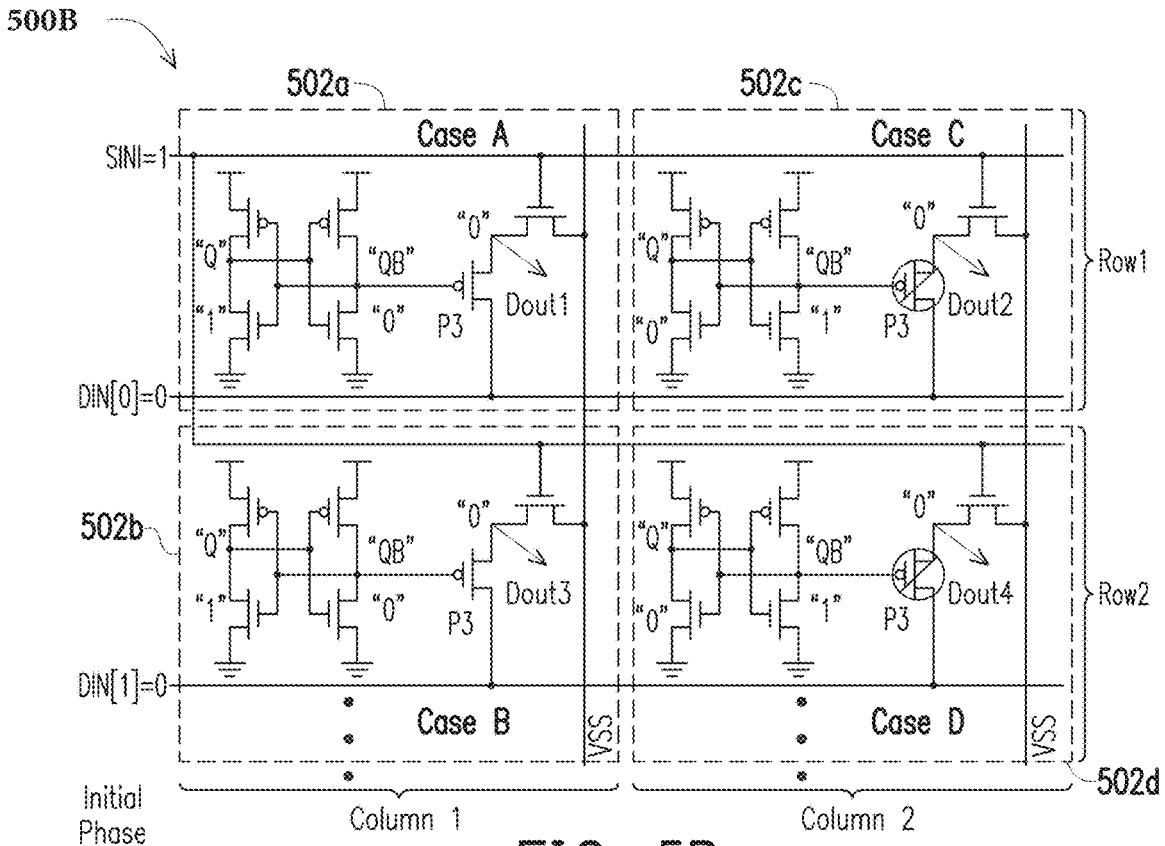 500B
502a
502c
Case A
Case C
SINI=1
"Q"
"QB"
"0"
"1"
"0"
P3
Dout1
"Q"
"QB"
"0"
"0"
"1"
P3
Dout2
Row1
DIN[0]=0
502b
"Q"
"QB"
"0"
"1"
"0"
P3
Dout3
"Q"
"QB"
"0"
"0"
"1"
P3
Dout4
Row2
DIN[1]=0
Case B
VSS
Case D
VSS
502d
Initial
Phase
Column 1
Column 2